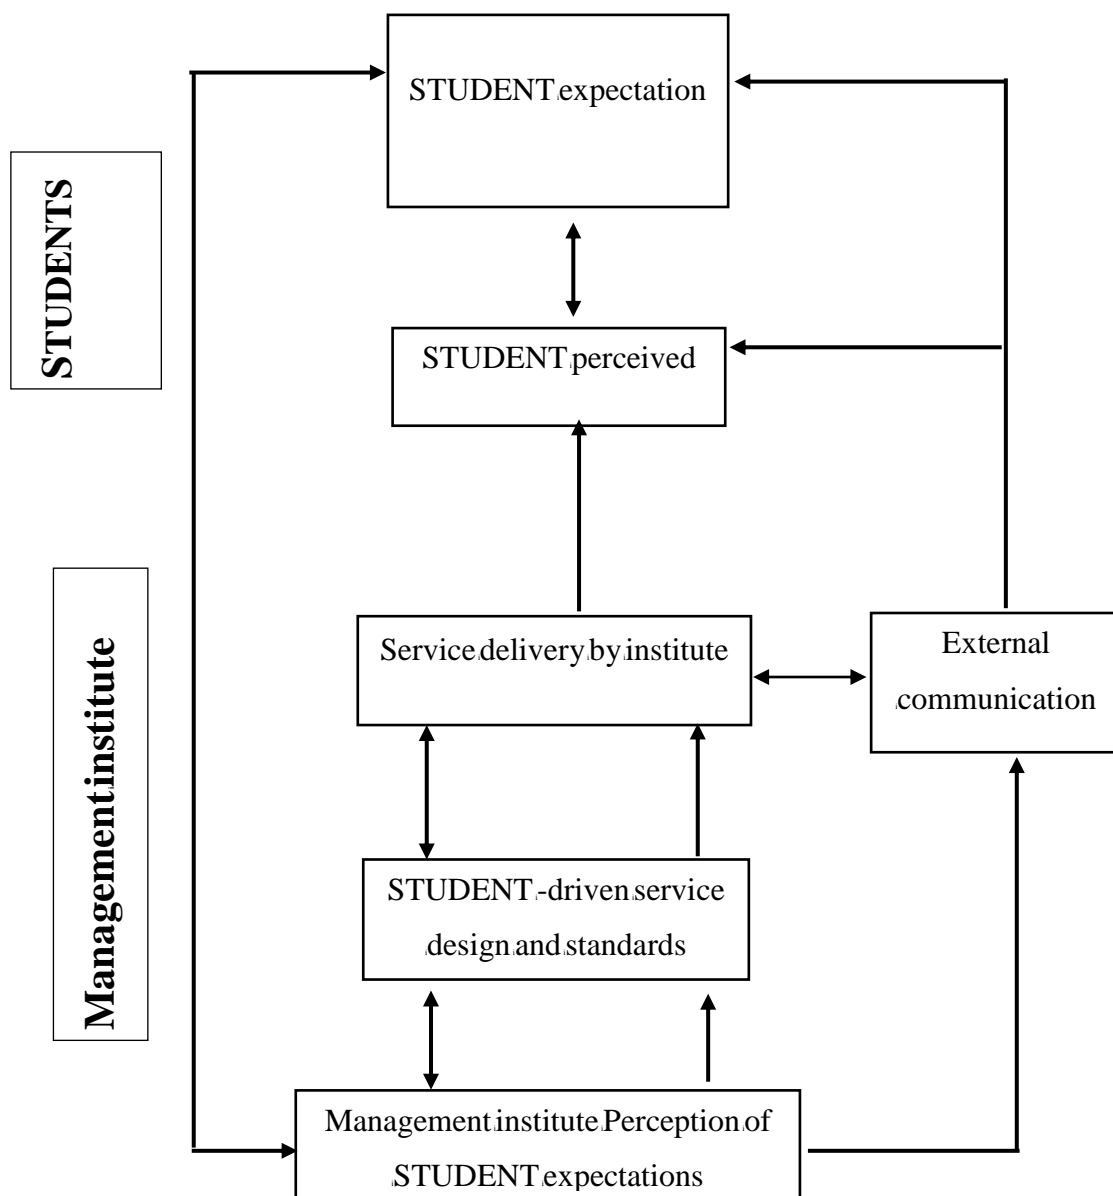 STUDENT expectation
STUDENTS
STUDENT perceived
Management institute
Service delivery by institute
External
communication
STUDENT -driven service
design and standards
Management institute Perception of
STUDENT expectations